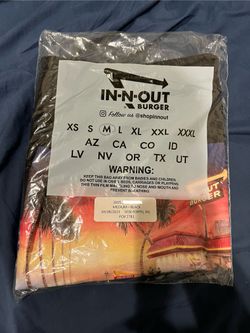 IN-N-OUT
BURGER
Follow us @shopinnout
XS S M L XL XXL XXXL
AZ CA CO ID
LV NV OR TX UT
WARNING:
KEEP THIS BAG AWAY FROM BABIES AND CHILDREN.
DO NOT USE IN CRIBS, BEDS, CARRIAGES OR PLAYPENS.
THIS THIN FILM MAY CLING TO NOSE AND MOUTH AND
PREVENT BREATHING.
MEDIUM - BLACK